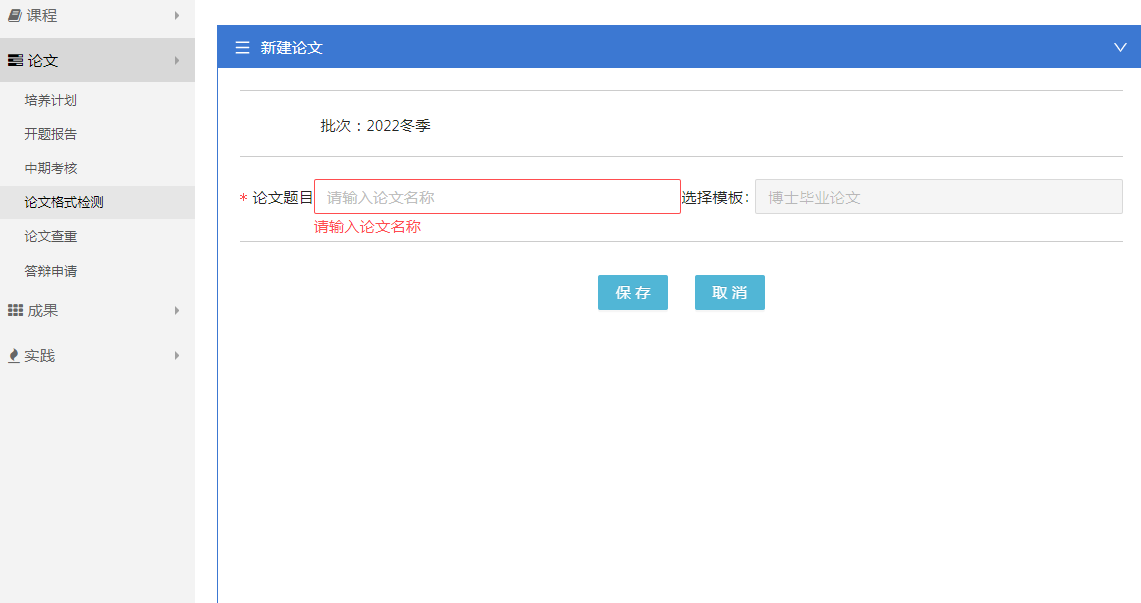 课程
论文
培养计划
开题报告
中期考核
论文格式检测
论文查重
答辩申请
成果
实践
新建论文
批次：2022冬季
* 论文题目 请输入论文名称 选择模板: 博士毕业论文
请输入论文名称
保 存 取 消